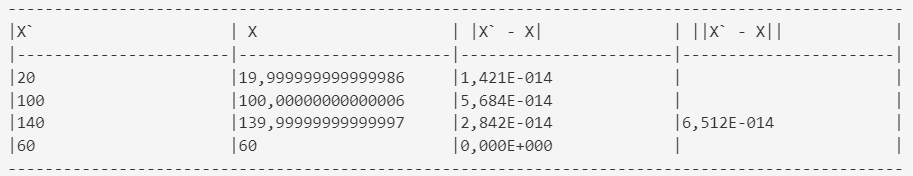 |X` | X | |X` - X| | ||X` - X|| |
|20 |19,999999999999986 |1,421E-014 | |
|100 |100,00000000000006 |5,684E-014 | |
|140 |139,99999999999997 |2,842E-014 |6,512E-014 |
|60 |60 |0,000E+000 | |